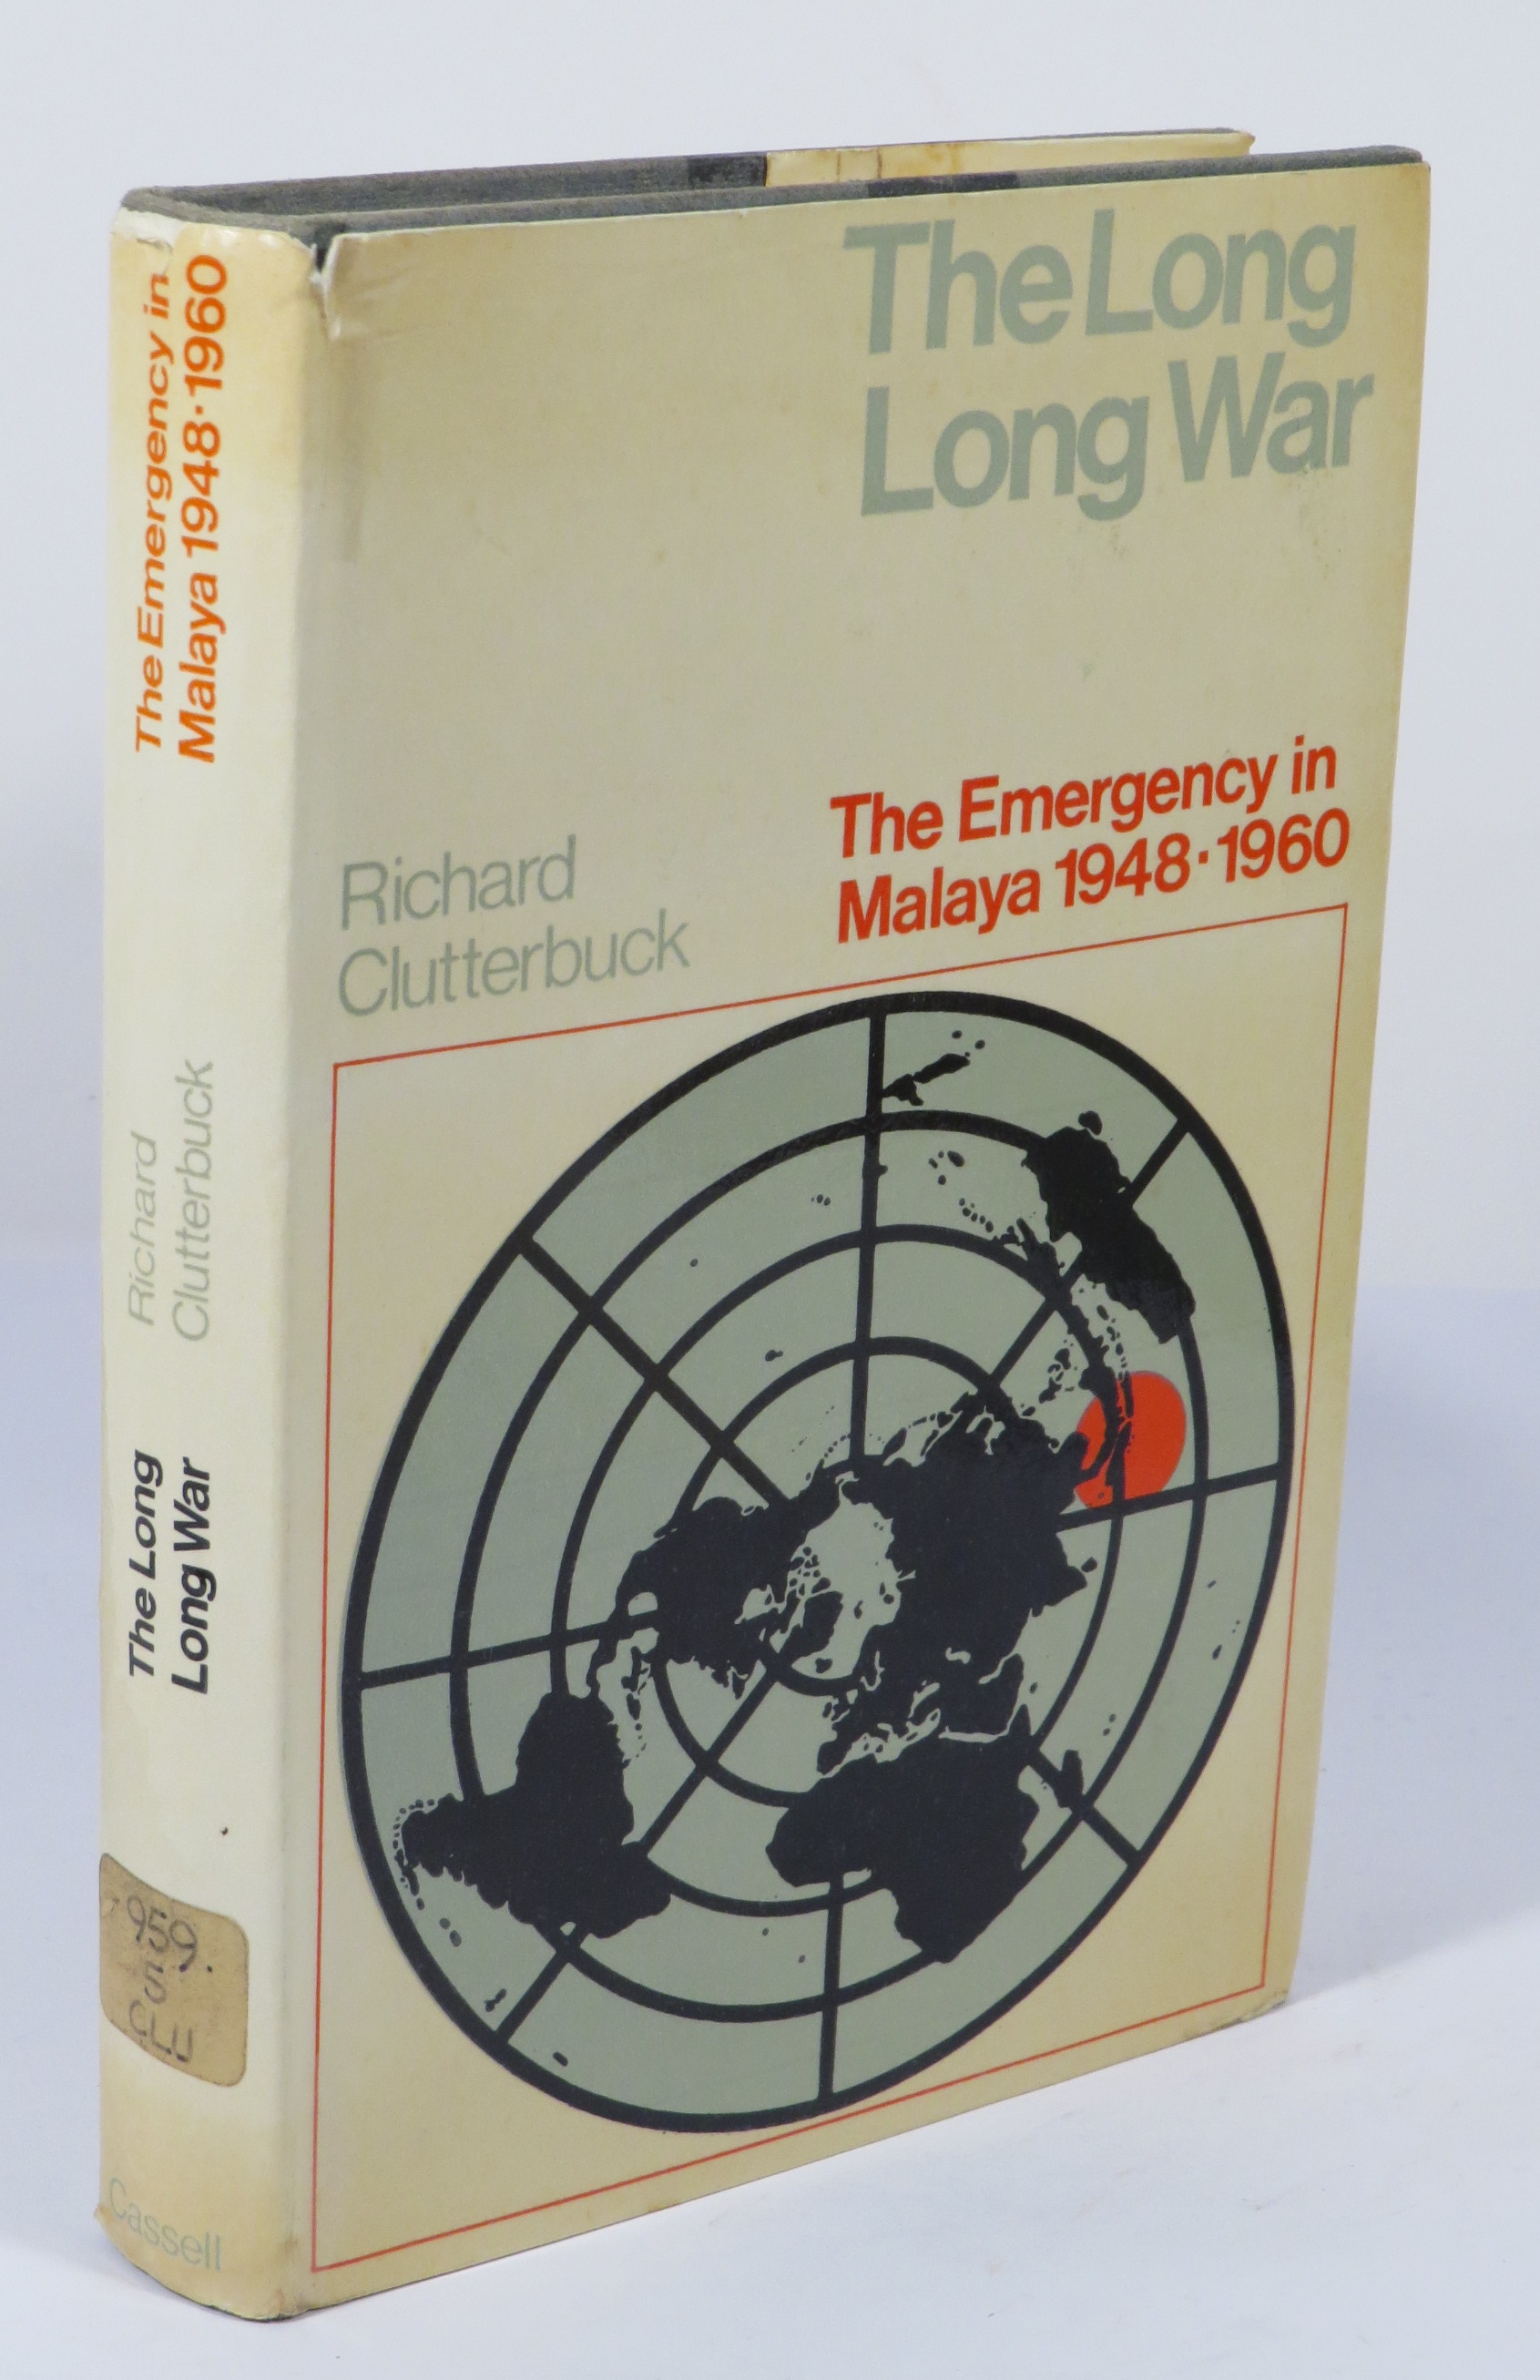 The Long
Long War
The Emergency in
Malaya 1948·1960
Richard
Clutterbuck
The Emergency in
Malaya 1948·1960
Richard
Clutterbuck
The Long
Long War
959.
5
CLU
Cassell